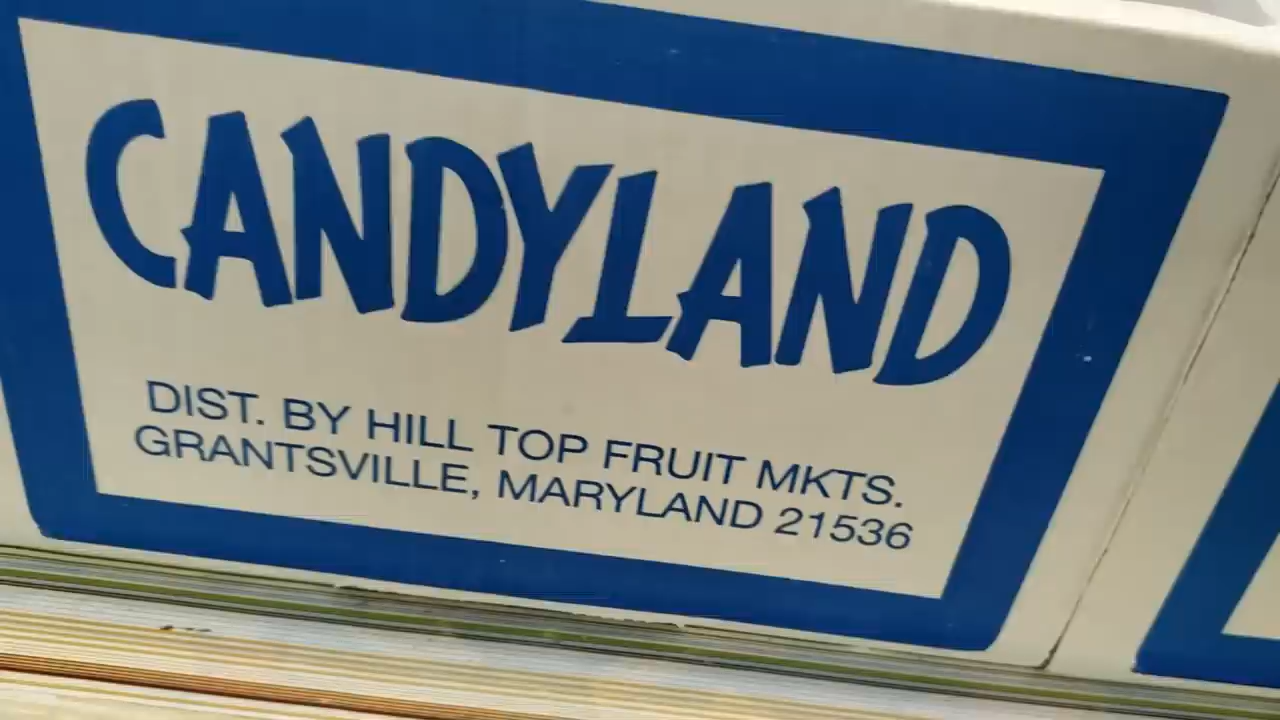 CANDYLAND
DIST. BY HILL TOP FRUIT MKTS.
GRANTSVILLE, MARYLAND 21536